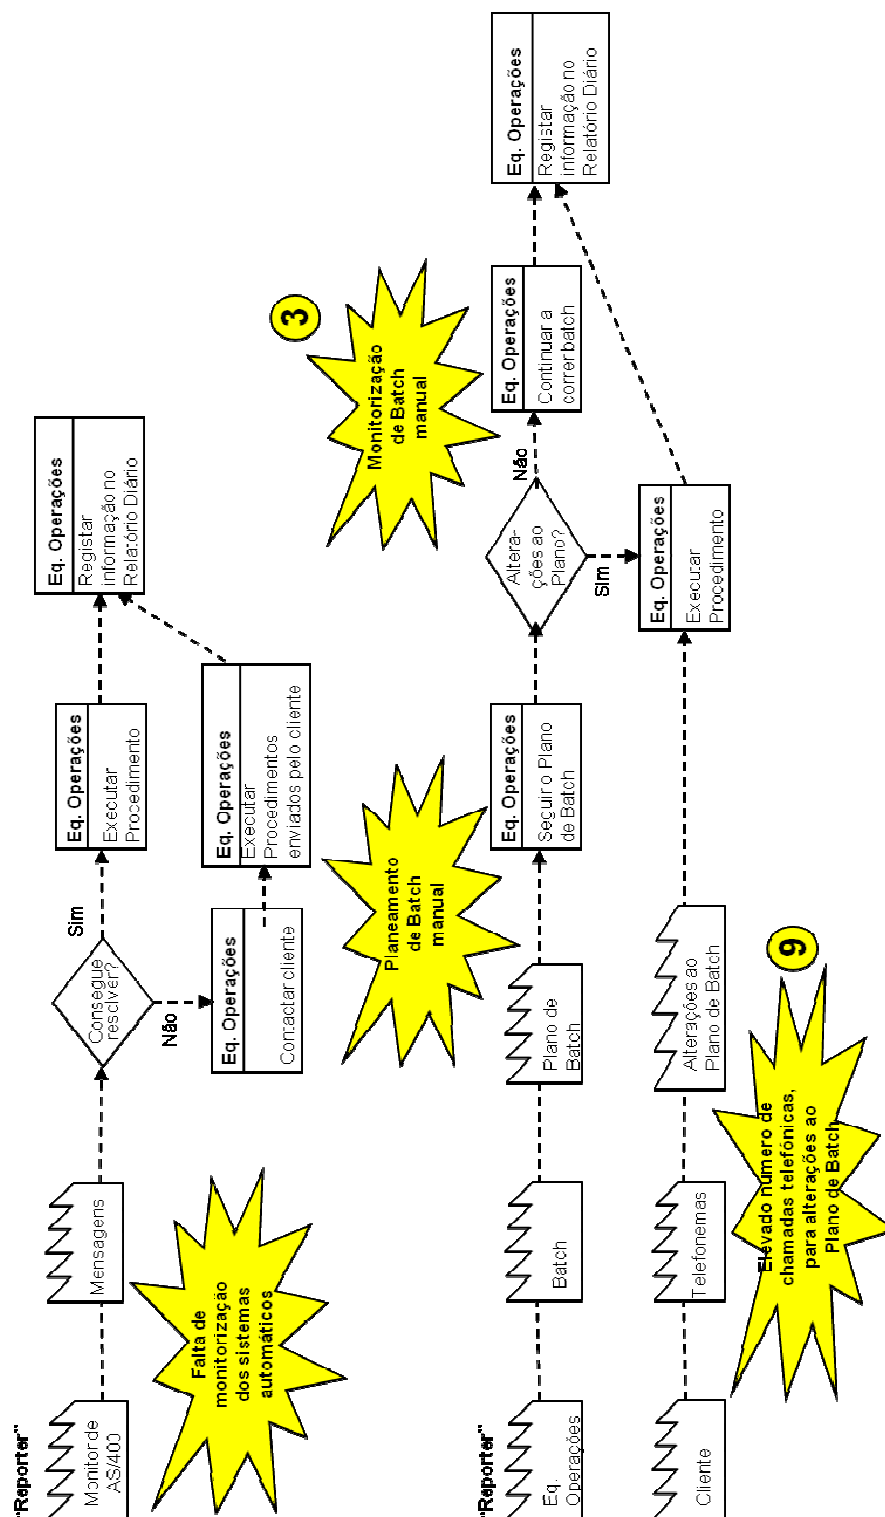 "Reporter"
Monitor de
AS/400
Mensagens
Falta de
monitorização
dos sistemas
automáticos
Consegue
resolver?
Sim
Não
Eq. Operações
Executar
Procedimento
Eq. Operações
Contactar cliente
Eq. Operações
Executar
Procedimentos
enviados pelo cliente
Eq. Operações
Registar
informação no
Relatório Diário
"Reporter"
Eq.
Operações
Batch
Plano de
Batch
Planeamento
de Batch
manual
Eq. Operações
Seguir o Plano
de Batch
Altera-
ções ao
Plano?
Não
Sim
Monitorização
de Batch
manual
3
Eq. Operações
Continuar a
correr batch
Eq. Operações
Registar
informação no
Relatório Diário
Cliente
Telefonemas
Alterações ao
Plano de Batch
Elevado número de
chamadas telefónicas,
para alterações ao
Plano de Batch
9
Eq. Operações
Executar
Procedimento